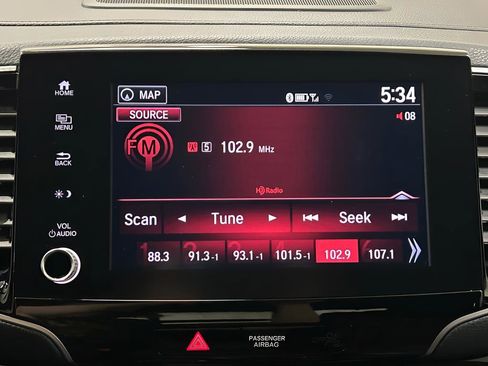 HOME
MENU
BACK
VOL
AUDIO
MAP
5:34
SOURCE
08
FM
5
102.9 MHz
HD Radio
Scan
Tune
Seek
88.3
91.3-1
93.1-1
101.5-1
102.9
107.1
PASSENGER
AIRBAG